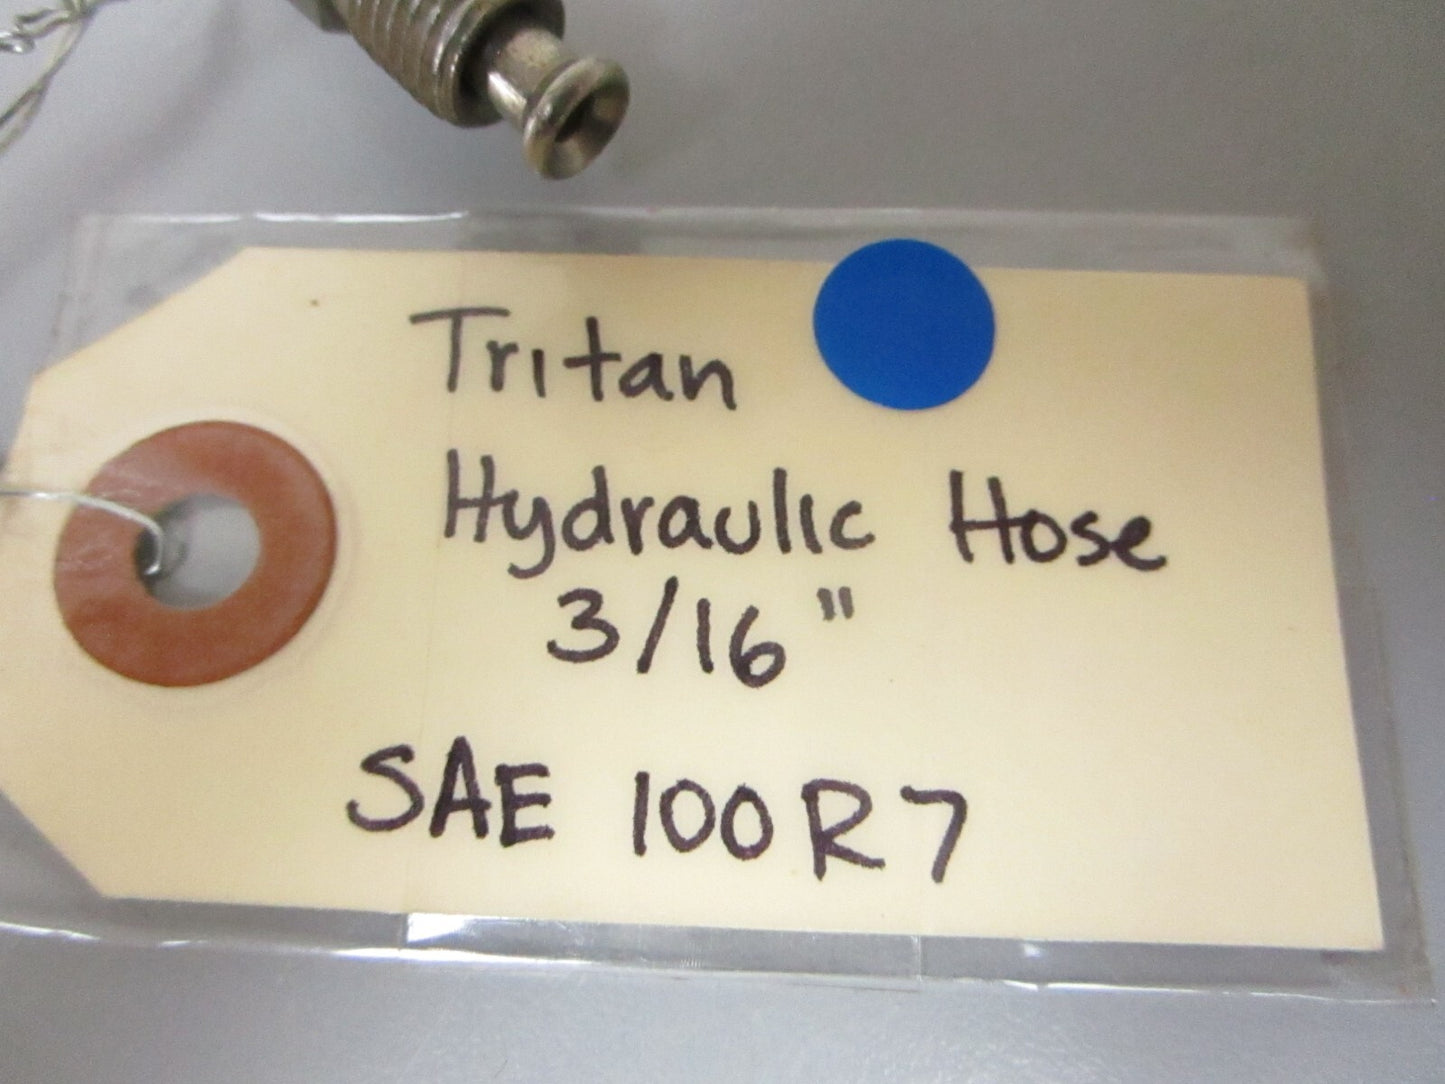 Tritan
Hydraulic Hose
3/16"
SAE 100R7